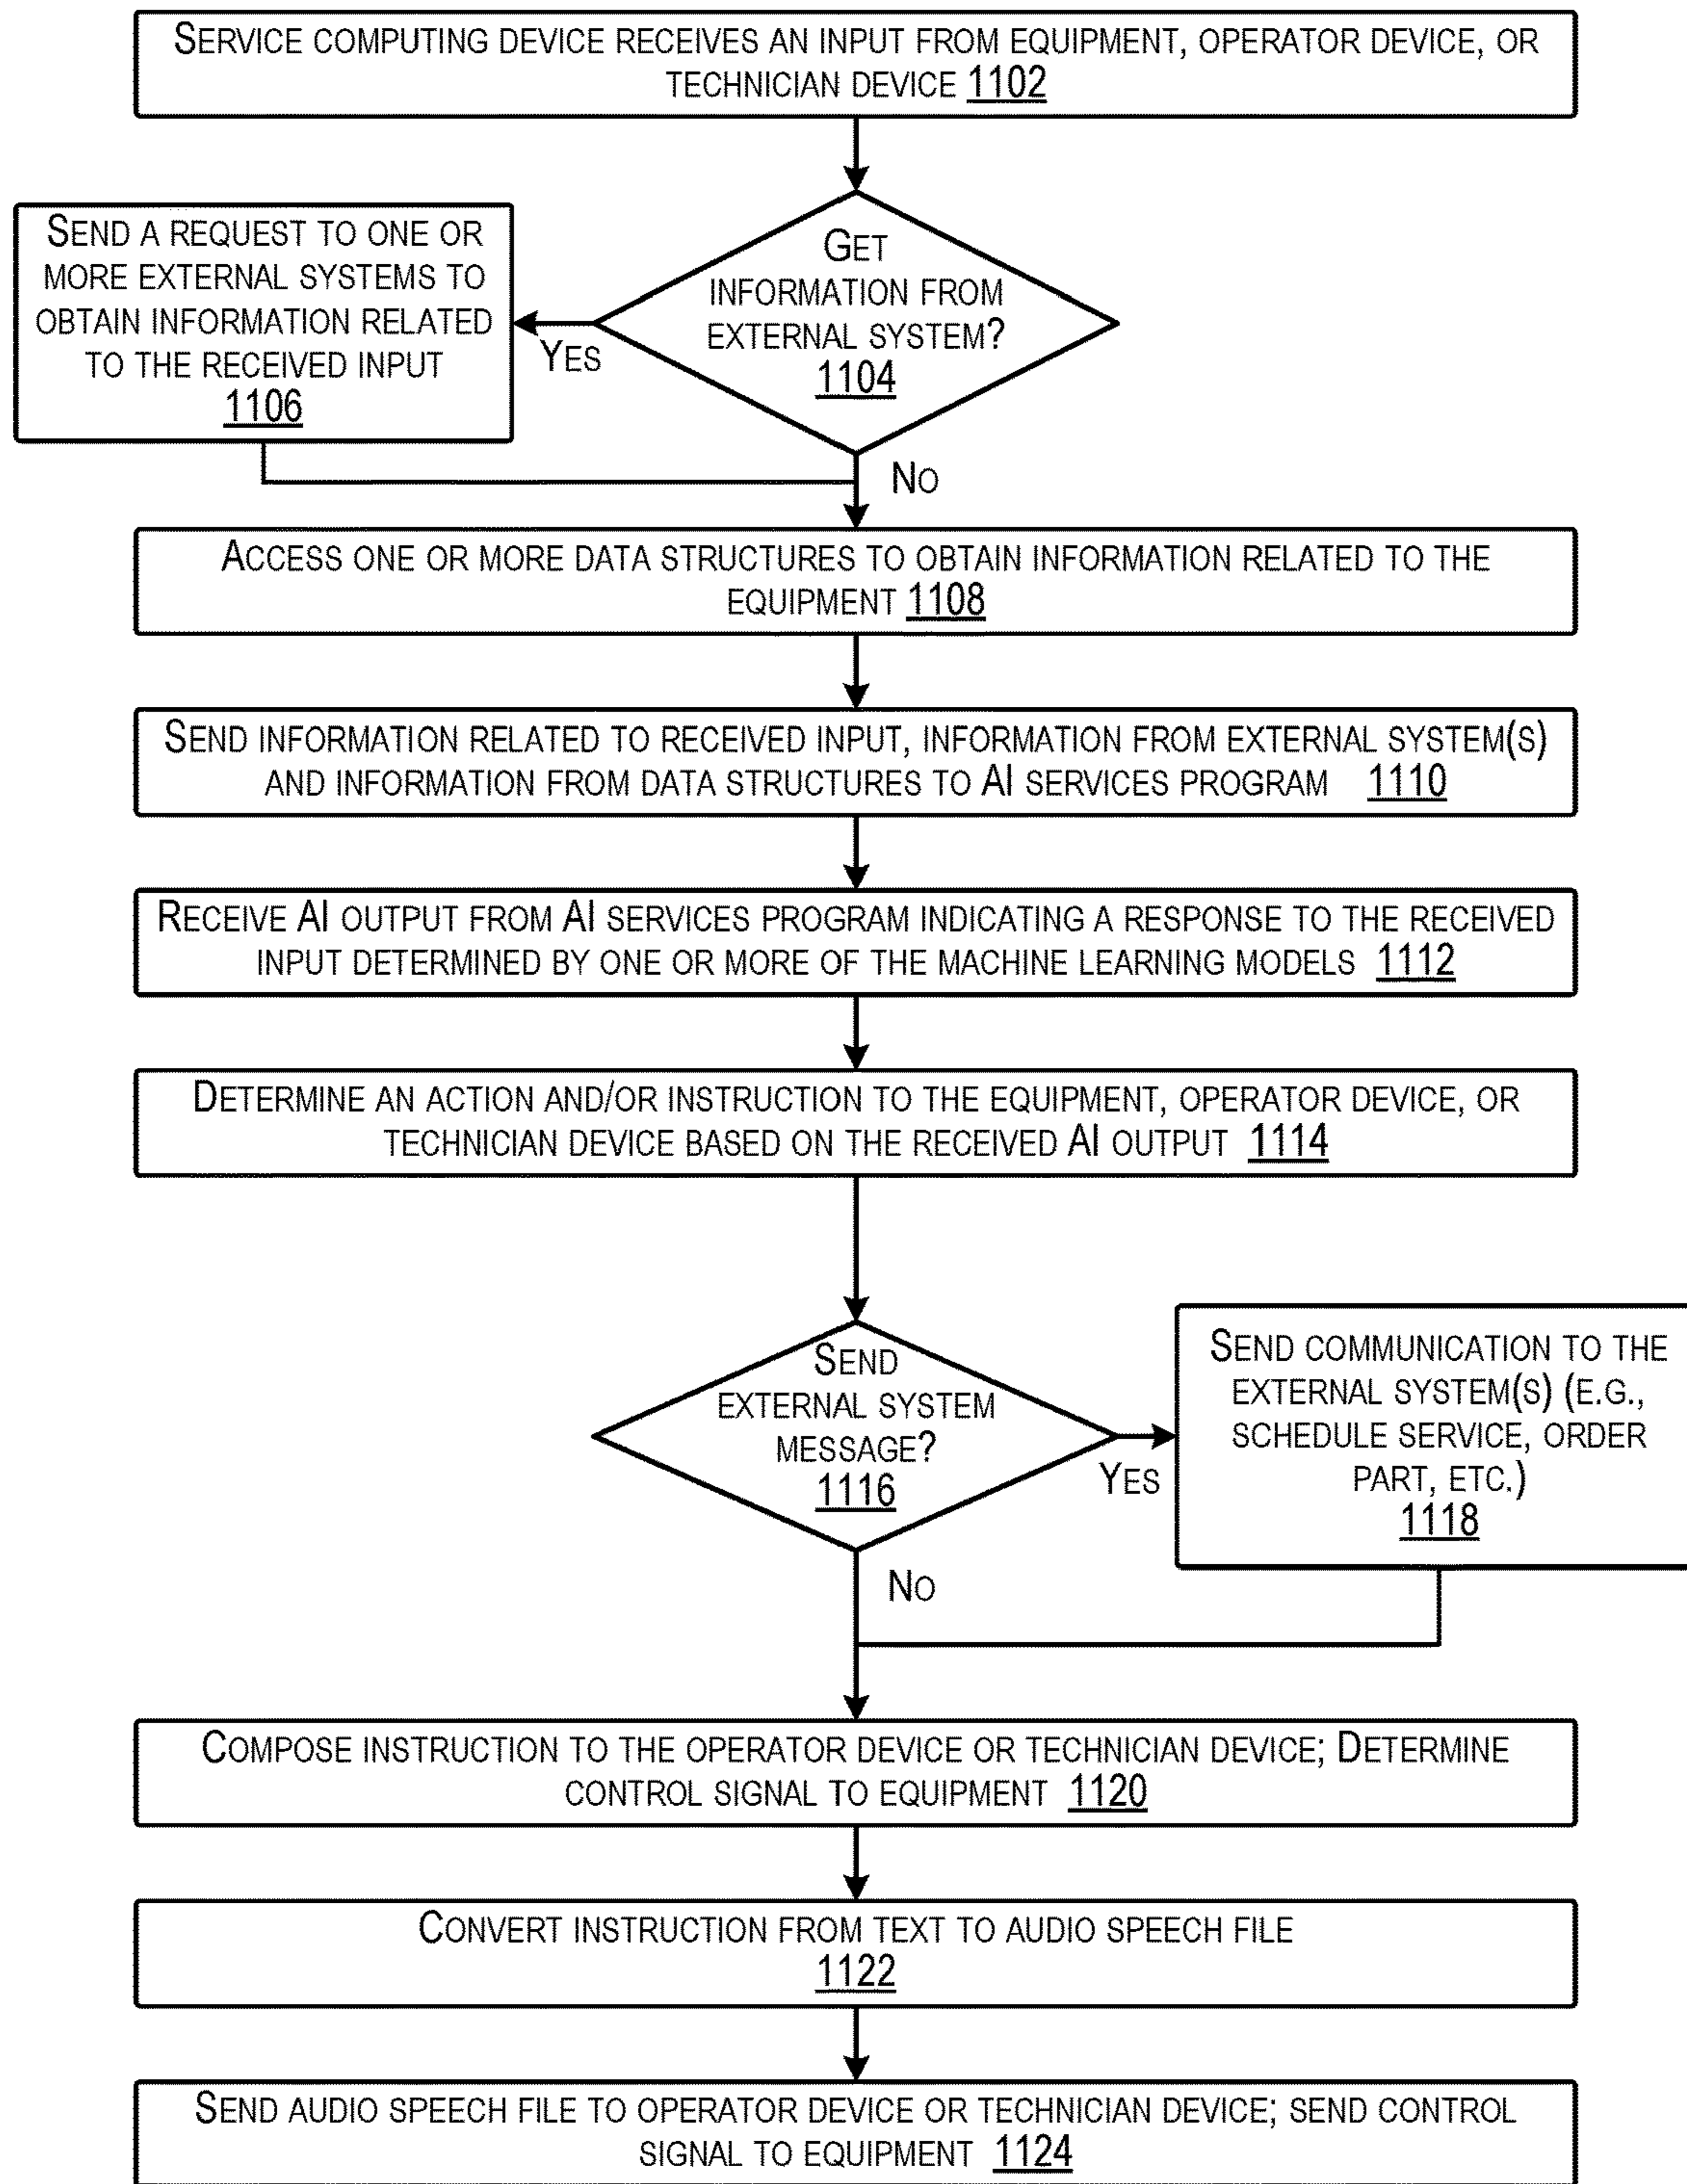 SERVICE COMPUTING DEVICE RECEIVES AN INPUT FROM EQUIPMENT, OPERATOR DEVICE, OR
TECHNICIAN DEVICE 1102
GET
INFORMATION FROM
EXTERNAL SYSTEM?
1104
YES
SEND A REQUEST TO ONE OR
MORE EXTERNAL SYSTEMS TO
OBTAIN INFORMATION RELATED
TO THE RECEIVED INPUT
1106
NO
ACCESS ONE OR MORE DATA STRUCTURES TO OBTAIN INFORMATION RELATED TO THE
EQUIPMENT 1108
SEND INFORMATION RELATED TO RECEIVED INPUT, INFORMATION FROM EXTERNAL SYSTEM(S)
AND INFORMATION FROM DATA STRUCTURES TO AI SERVICES PROGRAM 1110
RECEIVE AI OUTPUT FROM AI SERVICES PROGRAM INDICATING A RESPONSE TO THE RECEIVED
INPUT DETERMINED BY ONE OR MORE OF THE MACHINE LEARNING MODELS 1112
DETERMINE AN ACTION AND/OR INSTRUCTION TO THE EQUIPMENT, OPERATOR DEVICE, OR
TECHNICIAN DEVICE BASED ON THE RECEIVED AI OUTPUT 1114
SEND
EXTERNAL SYSTEM
MESSAGE?
1116
YES
SEND COMMUNICATION TO THE
EXTERNAL SYSTEM(S) (E.G.,
SCHEDULE SERVICE, ORDER
PART, ETC.)
1118
NO
COMPOSE INSTRUCTION TO THE OPERATOR DEVICE OR TECHNICIAN DEVICE; DETERMINE
CONTROL SIGNAL TO EQUIPMENT 1120
CONVERT INSTRUCTION FROM TEXT TO AUDIO SPEECH FILE
1122
SEND AUDIO SPEECH FILE TO OPERATOR DEVICE OR TECHNICIAN DEVICE; SEND CONTROL
SIGNAL TO EQUIPMENT 1124